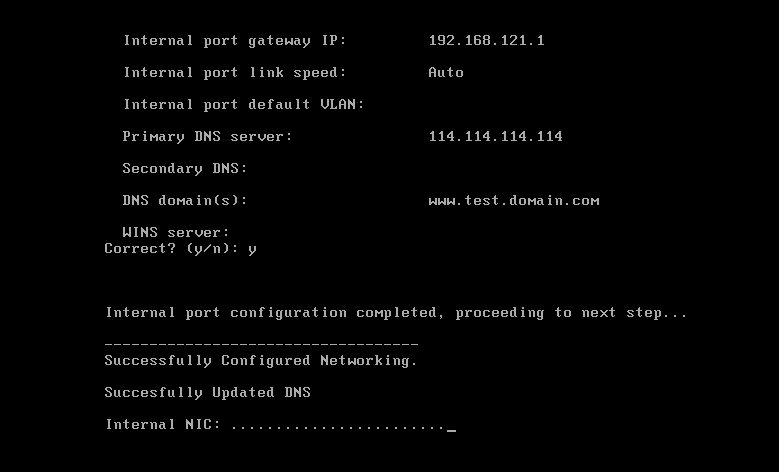 Internal port gateway IP: 192.168.121.1
Internal port link speed: Auto
Internal port default VLAN:
Primary DNS server: 114.114.114.114
Secondary DNS:
DNS domain(s): www.test.domain.com
WINS server:
Correct? (y/n): y
Internal port configuration completed, proceeding to next step...
___________________________________
Successfully Configured Networking.
Succesfully Updated DNS
Internal NIC: ........................_